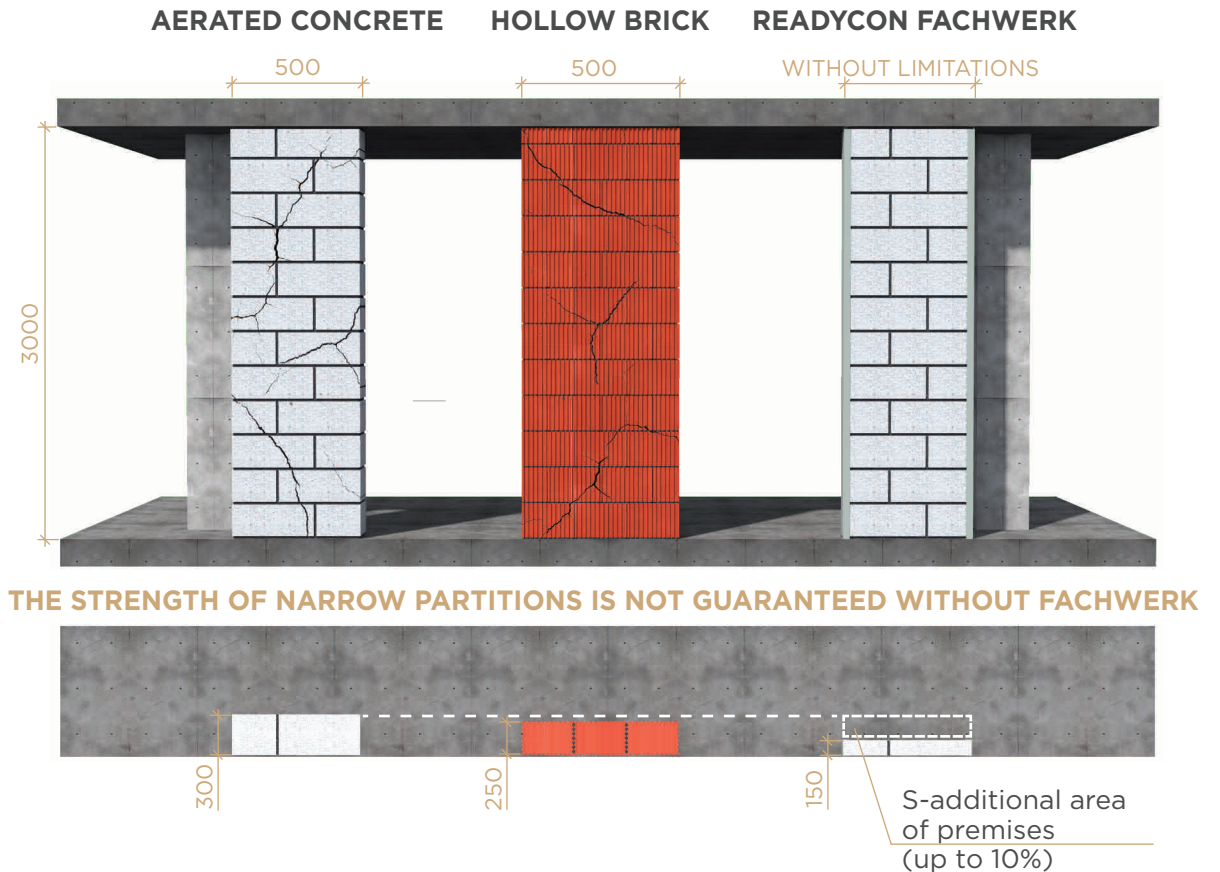 AERATED CONCRETE
HOLLOW BRICK
READYCON FACHWERK
500
500
WITHOUT LIMITATIONS
3000
THE STRENGTH OF NARROW PARTITIONS IS NOT GUARANTEED WITHOUT FACHWERK
300
250
150
S-additional area
of premises
(up to 10%)